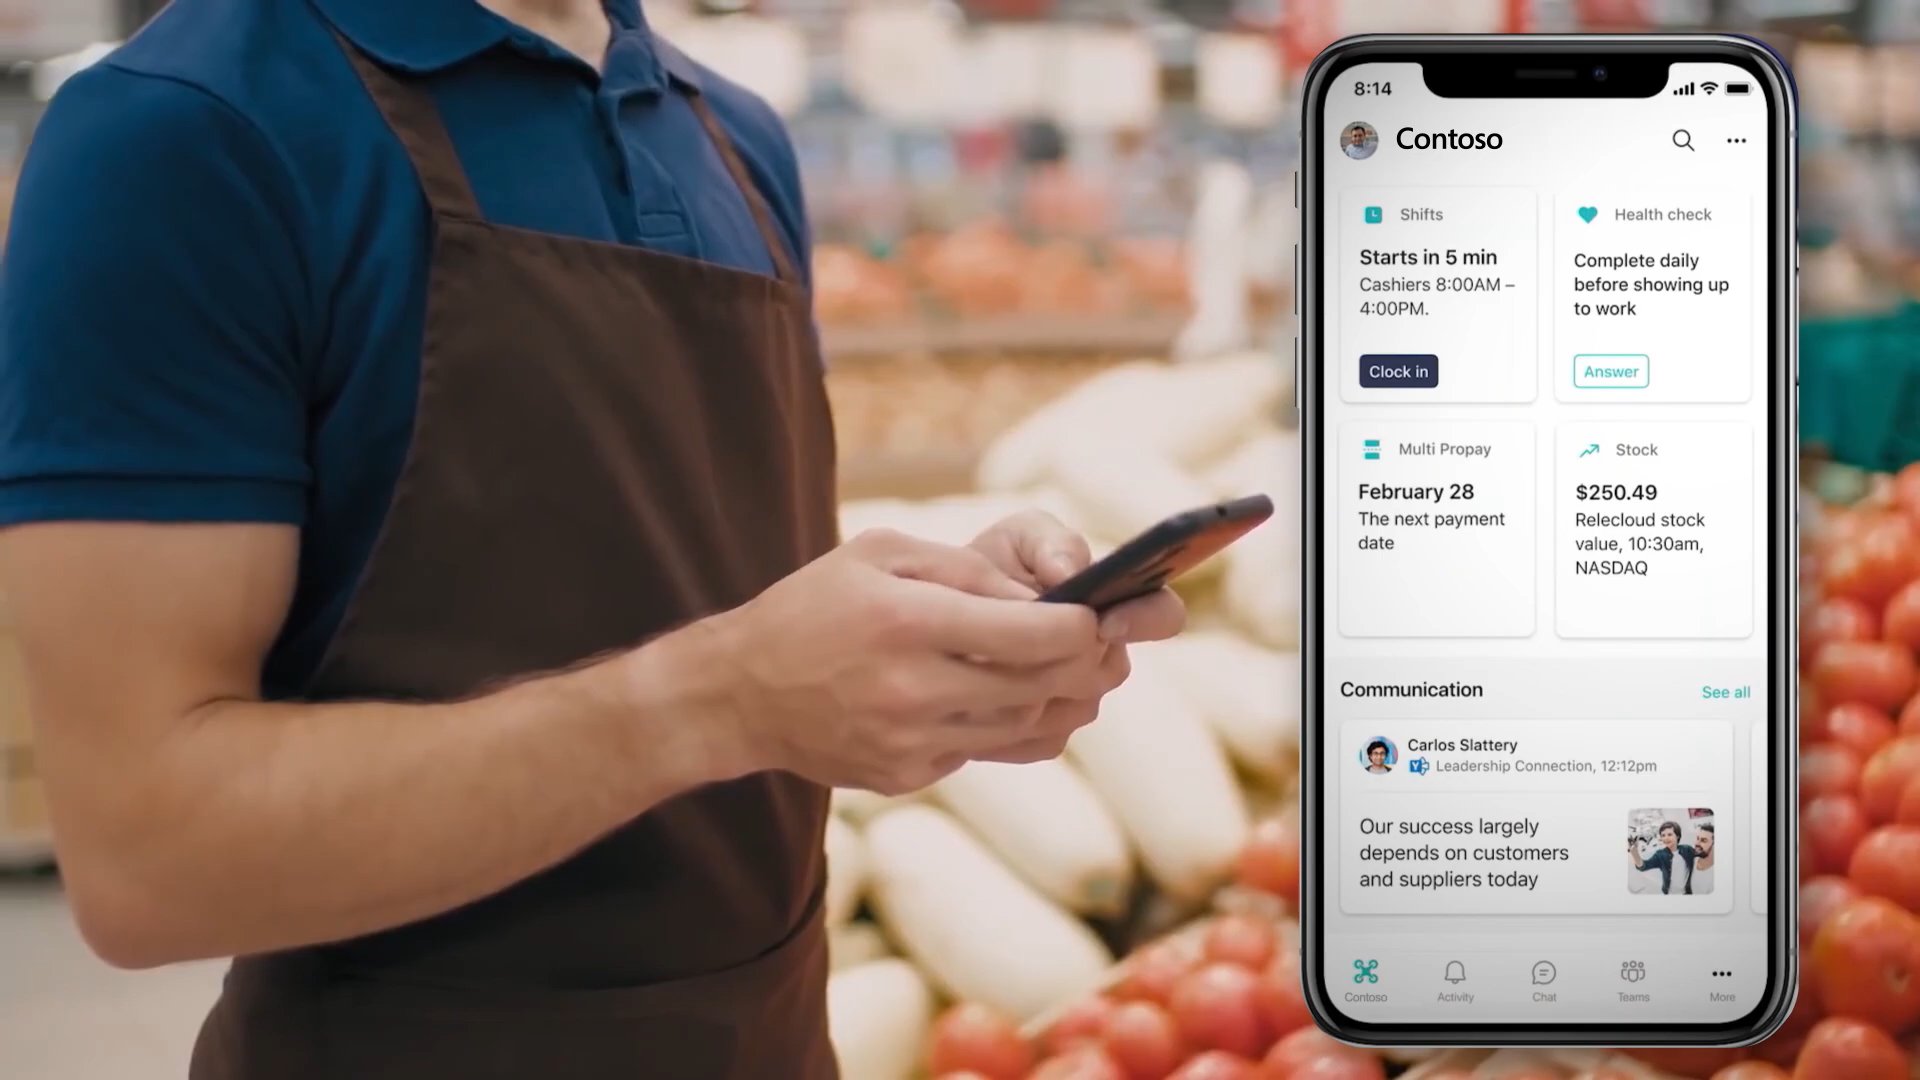 8:14
Contoso
Shifts
Starts in 5 min
Cashiers 8:00AM –
4:00PM.
Clock in
Health check
Complete daily
before showing up
to work
Answer
Multi Propay
February 28
The next payment
date
Stock
$250.49
Relecloud stock
value, 10:30am,
NASDAQ
Communication
See all
Carlos Slattery
Leadership Connection, 12:12pm
Our success largely
depends on customers
and suppliers today
Contoso
Activity
Chat
Teams
More